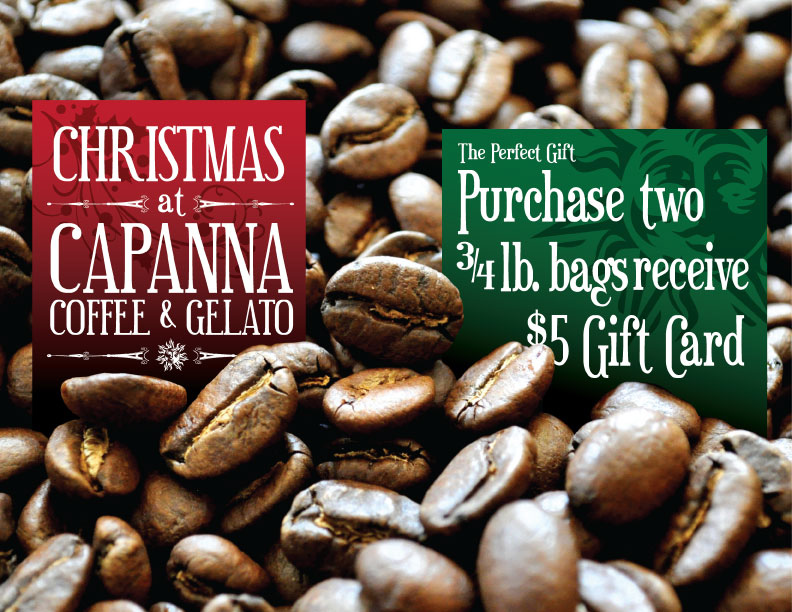 CHRISTMAS
at
CAPANNA
COFFEE & GELATO
The Perfect Gift
Purchase two
3/4 lb. bags receive
$5 Gift Card